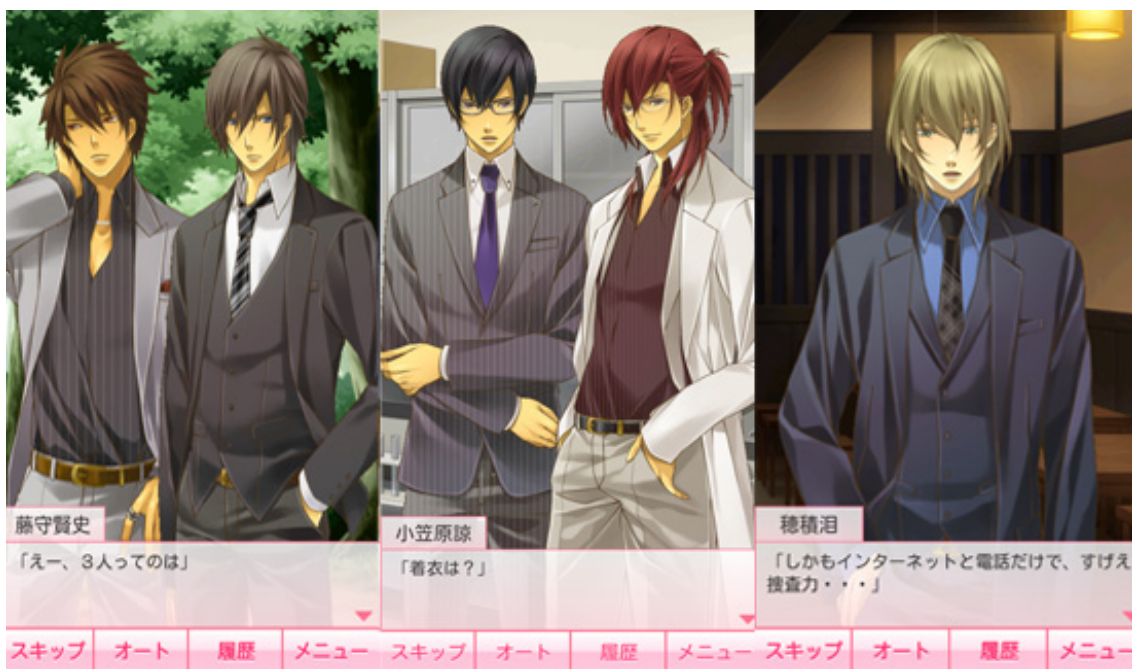 藤守賢史
「えー、3人ってのは」
スキップ
オート
履歴
メニュー
小笠原諒
「着衣は？」
スキップ
オート
履歴
メニュー
穂積泪
「しかもインターネットと電話だけで、すげえ
捜査力・・・」
スキップ
オート
履歴
メニュー